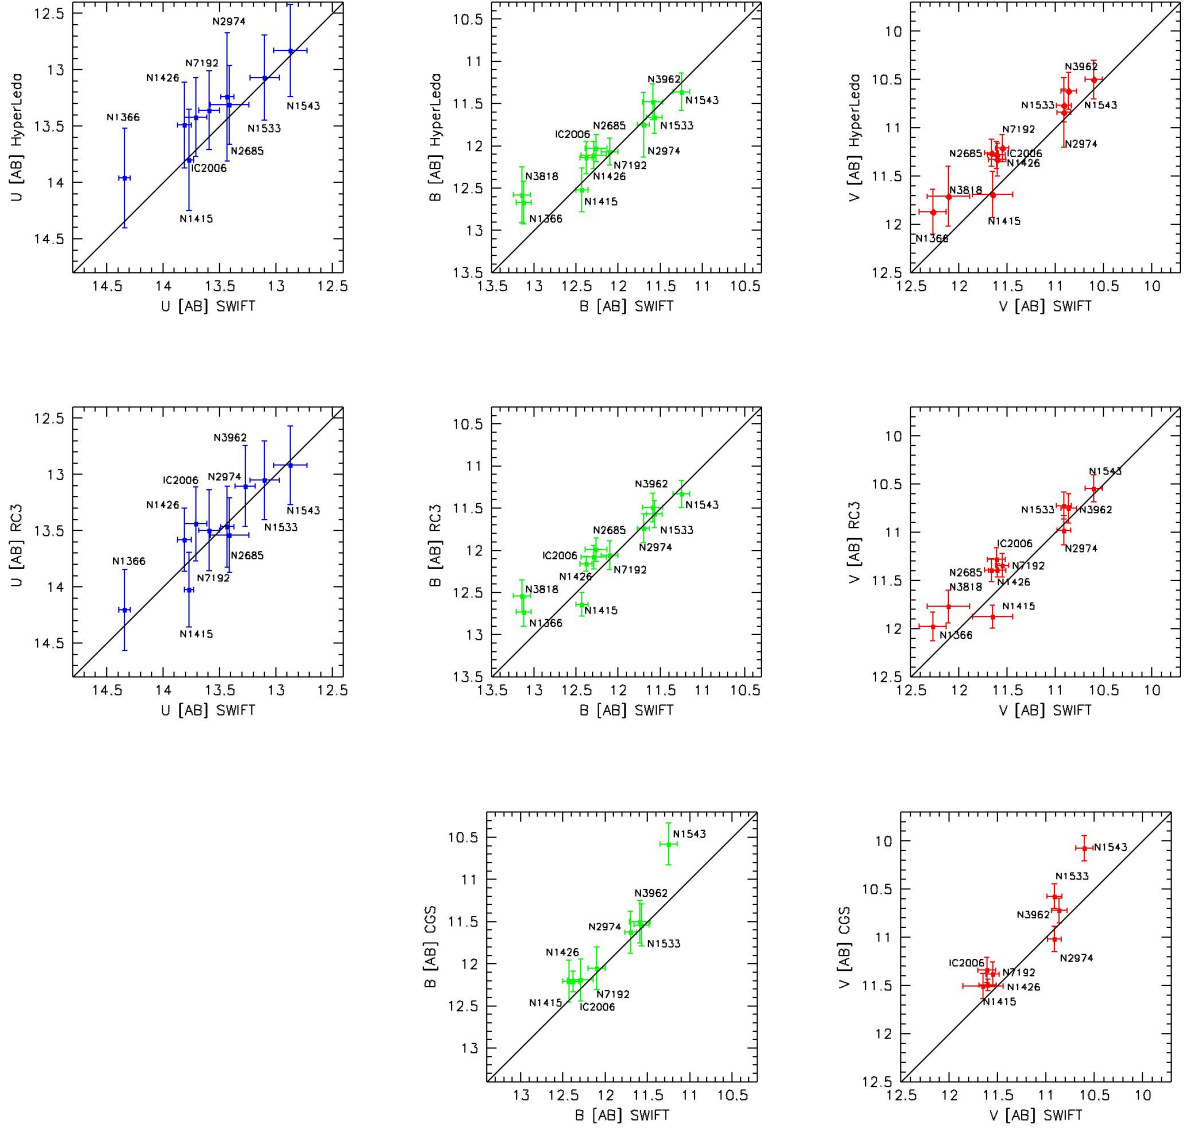 12.5
13
13.5
14
14.5
U [AB] HyperLeda
N2974
N7192
N1426
N1366
N1543
N1533
N2685
IC2006
N1415
14.5 14 13.5 13 12.5
U [AB] SWIFT
10.5
11
11.5
12
12.5
13
13.5
B [AB] HyperLeda
N3962
N1543
N1533
IC2006
N2685
N2974
N7192
N3818
N1426
N1415
N1366
13.5 13 12.5 12 11.5 11 10.5
B [AB] SWIFT
10
10.5
11
11.5
12
12.5
V [AB] HyperLeda
N3962
N1533
N1543
N7192
N2974
N2685
IC2006
N1426
N3818
N1415
N1366
12.5 12 11.5 11 10.5 10
V [AB] SWIFT
12.5
13
13.5
14
14.5
U [AB] RC3
N3962
N2974
IC2006
N1426
N1543
N1533
N1366
N2685
N7192
N1415
14.5 14 13.5 13 12.5
U [AB] SWIFT
10.5
11
11.5
12
12.5
13
13.5
B [AB] RC3
N3962
N1543
N2685
N1533
N2974
IC2006
N7192
N1426
N3818
N1415
N1366
13.5 13 12.5 12 11.5 11 10.5
B [AB] SWIFT
10
10.5
11
11.5
12
12.5
V [AB] RC3
N1543
N1533
N3962
IC2006
N2974
N7192
N2685
N1426
N3818
N1415
N1366
12.5 12 11.5 11 10.5 10
V [AB] SWIFT
10.5
11
11.5
12
12.5
13
B [AB] CGS
N1543
N3962
N2974
N1533
N1426
N7192
N1415
IC2006
13 12.5 12 11.5 11 10.5
B [AB] SWIFT
10
10.5
11
11.5
12
12.5
V [AB] CGS
N1543
N1533
N3962
N2974
IC2006
N7192
N1426
N1415
12.5 12 11.5 11 10.5 10
V [AB] SWIFT